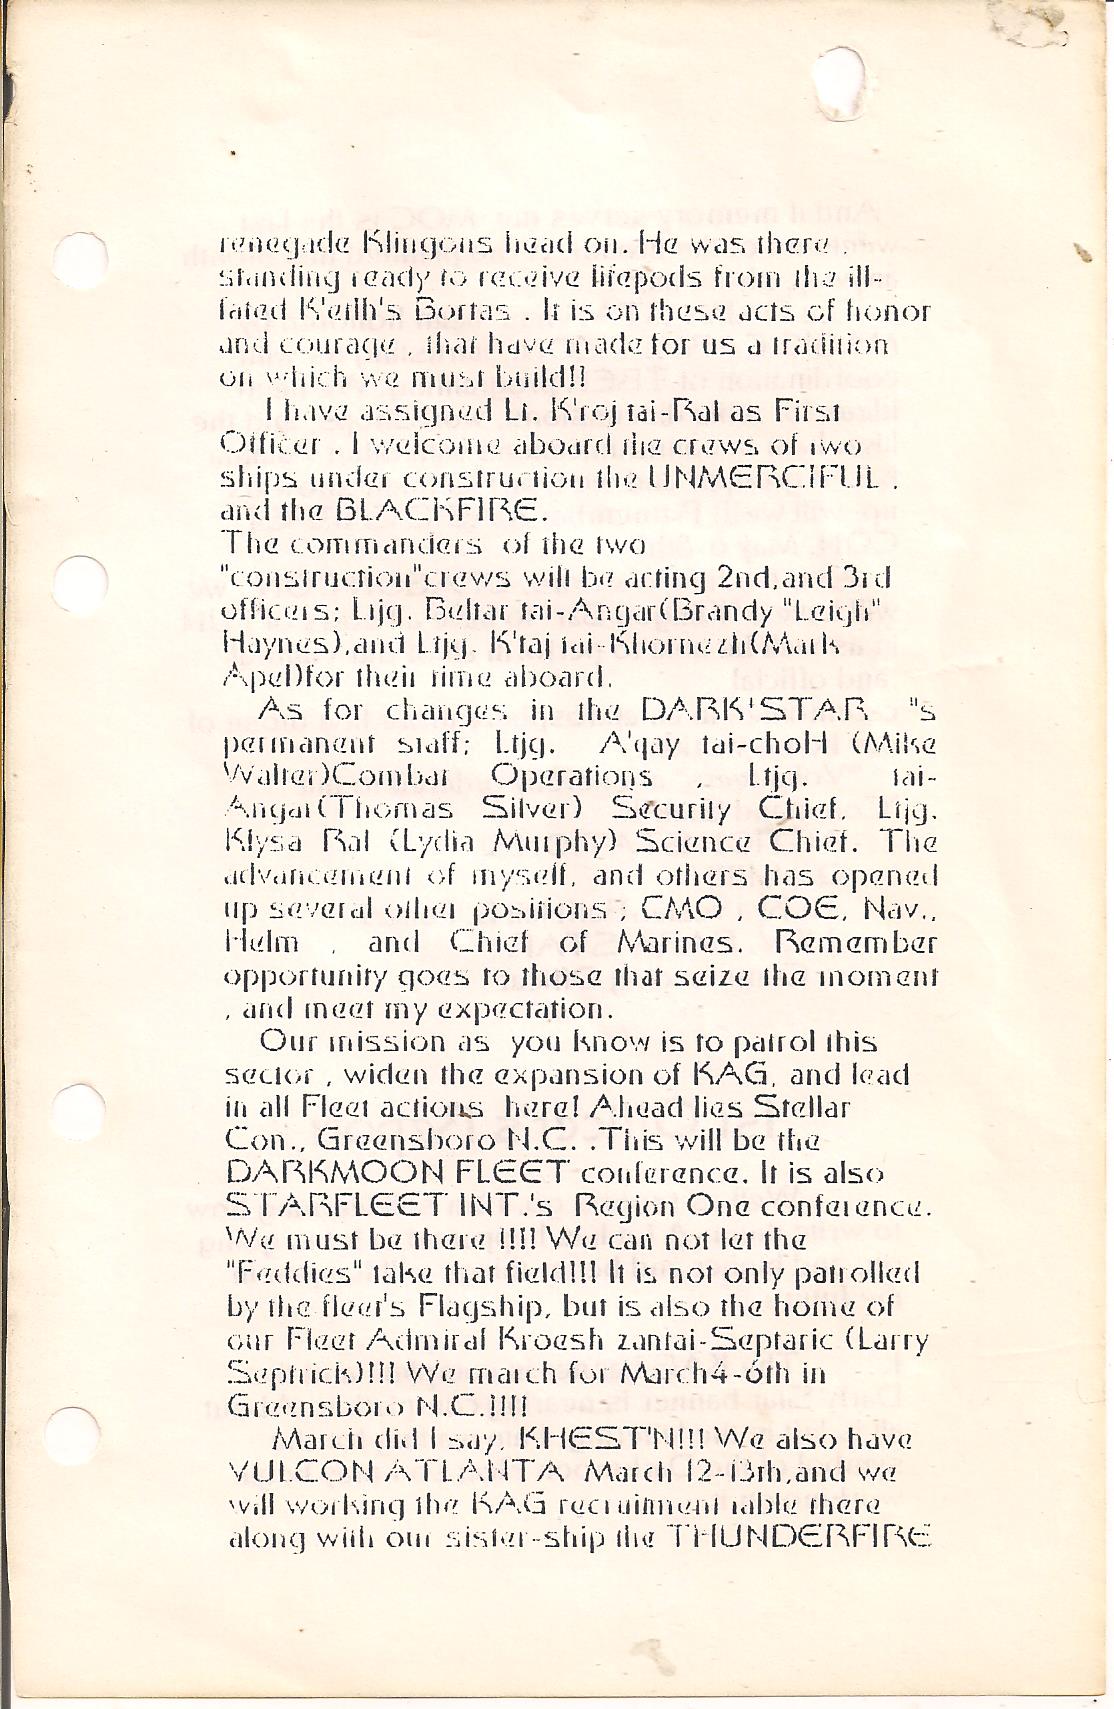 renegade Klingons head on. He was there .
standing ready to receive lifepods from the ill-
fated K'eilh's Bortas . It is on these acts of honor
and courage , that have made for us a tradition
on which we must build!!
I have assigned Lt. K'roj tai-Ral as First
Officer . I welcome aboard the crews of two
ships under construction the UNMERCIFUL ,
and the BLACKFIRE.
The commanders of the two
"construction"crews will be acting 2nd,and 3rd
officers; Ltjg. Beltar tai-Angar(Brandy "Leigh"
Haynes),and Ltjg. K'taj tai-Khornezh(Mark
Apel)for their time aboard.
As for changes in the DARK'STAR "s
permanent staff; Ltjg. A'qay tai-choH (Mike
Walter)Combat Operations , Ltjg. tai-
Angar(Thomas Silver) Security Chief, Ltjg.
Klysa Ral (Lydia Murphy) Science Chief. The
advancement of myself, and others has opened
up several other positions ; CMO , COE, Nav.,
Helm , and Chief of Marines. Remember
opportunity goes to those that seize the moment
, and meet my expectation.
Our mission as you know is to patrol this
sector , widen the expansion of KAG, and lead
in all Fleet actions here! Ahead lies Stellar
Con., Greensboro N.C. .This will be the
DARKMOON FLEET conference. It is also
STARFLEET INT.'s Region One conference.
We must be there !!!! We can not let the
"Feddies" take that field!!! It is not only patrolled
by the fleet's Flagship, but is also the home of
our Fleet Admiral Kroesh zantai-Septaric (Larry
Septrick)!!! We march for March4-6th in
Greensboro N.C.!!!!
March did I say, KHEST'N!!! We also have
VULCON ATLANTA March 12-13th,and we
will working the KAG recruitment table there
along with our sister-ship the THUNDERFIRE